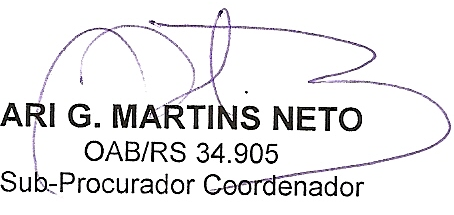 ARI G. MARTINS NETO
OAB/RS 34.905
Sub-Procurador Coordenador